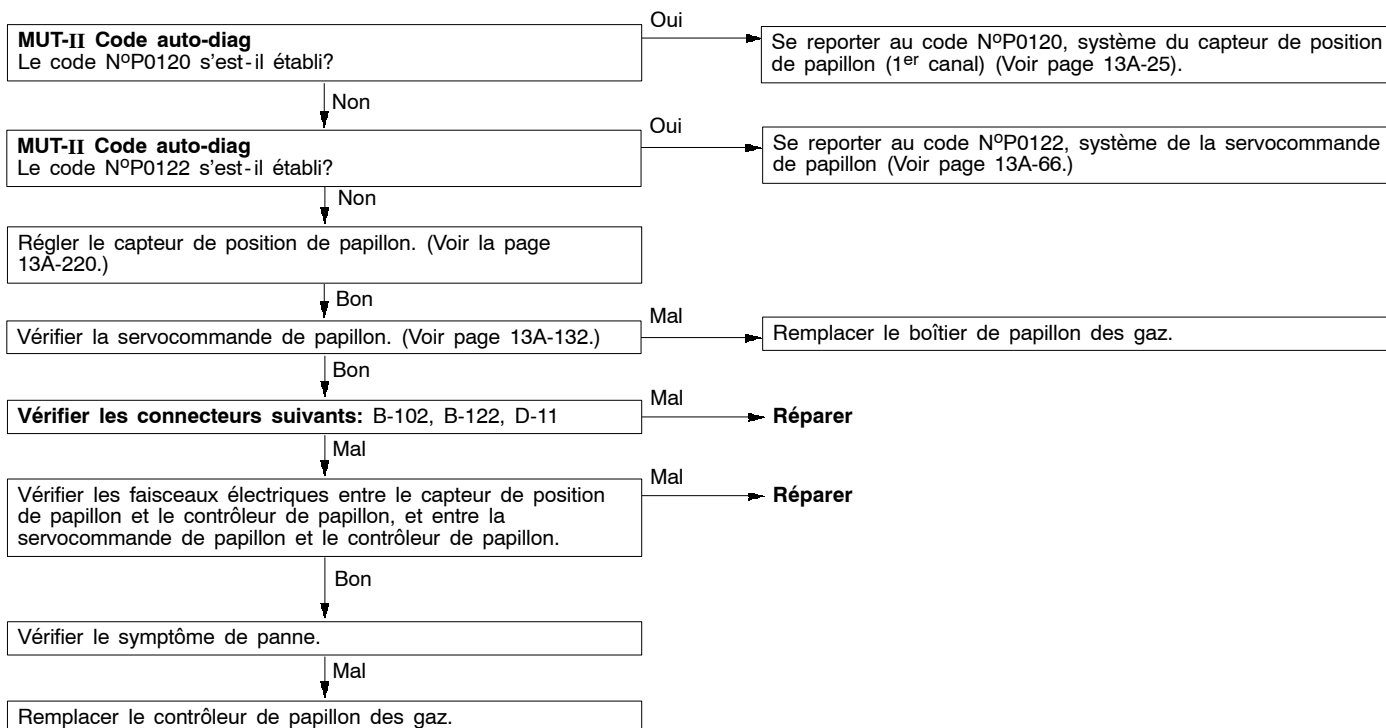 Oui
MUT-II Code auto-diag
Le code NºP0120 s'est-il établi?
Se reporter au code NºP0120, système du capteur de position
de papillon (1er canal) (Voir page 13A-25).
Non
Oui
MUT-II Code auto-diag
Le code NºP0122 s'est-il établi?
Se reporter au code NºP0122, système de la servocommande
de papillon (Voir page 13A-66.)
Non
Régler le capteur de position de papillon. (Voir la page
13A-220.)
Bon
Mal
Vérifier la servocommande de papillon. (Voir page 13A-132.)
Remplacer le boîtier de papillon des gaz.
Bon
Mal
Vérifier les connecteurs suivants: B-102, B-122, D-11
Réparer
Mal
Mal
Vérifier les faisceaux électriques entre le capteur de position
de papillon et le contrôleur de papillon, et entre la
servocommande de papillon et le contrôleur de papillon.
Réparer
Bon
Vérifier le symptôme de panne.
Mal
Remplacer le contrôleur de papillon des gaz.